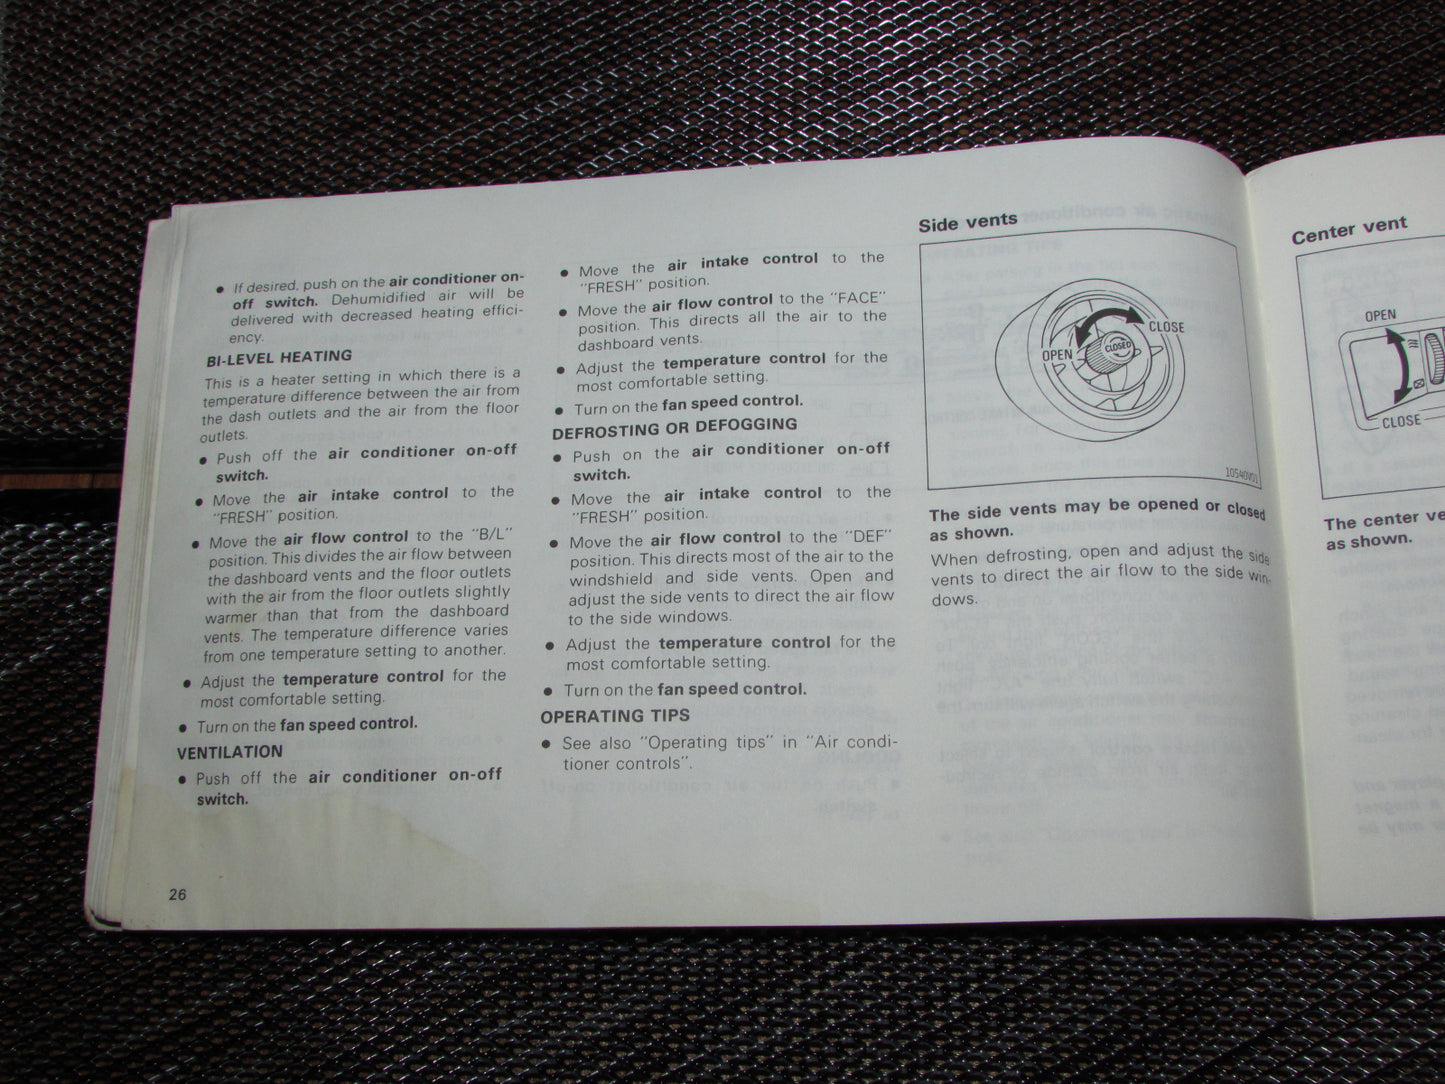 ● If desired, push on the air conditioner on-
off switch. Dehumidified air will be
delivered with decreased heating effici-
ency.
BI-LEVEL HEATING
This is a heater setting in which there is a
temperature difference between the air from
the dash outlets and the air from the floor
outlets.
● Push off the air conditioner on-off
switch.
● Move the air intake control to the
"FRESH" position.
● Move the air flow control to the "B/L"
position. This divides the air flow between
the dashboard vents and the floor outlets
with the air from the floor outlets slightly
warmer than that from the dashboard
vents. The temperature difference varies
from one temperature setting to another.
● Adjust the temperature control for the
most comfortable setting.
● Turn on the fan speed control.
VENTILATION
● Push off the air conditioner on-off
switch.
26
● Move the air intake control to the
"FRESH" position.
● Move the air flow control to the "FACE"
position. This directs all the air to the
dashboard vents.
● Adjust the temperature control for the
most comfortable setting.
● Turn on the fan speed control.
DEFROSTING OR DEFOGGING
● Push on the air conditioner on-off
switch.
● Move the air intake control to the
"FRESH" position.
● Move the air flow control to the "DEF"
position. This directs most of the air to the
windshield and side vents. Open and
adjust the side vents to direct the air flow
to the side windows.
● Adjust the temperature control for the
most comfortable setting.
● Turn on the fan speed control.
OPERATING TIPS
● See also "Operating tips" in "Air condi-
tioner controls".
Side vents
CLOSE
OPEN
CLOSED
10540V01
The side vents may be opened or closed
as shown.
When defrosting, open and adjust the side
vents to direct the air flow to the side win-
dows.
Center vent
OPEN
CLOSE
The center ve
as shown.